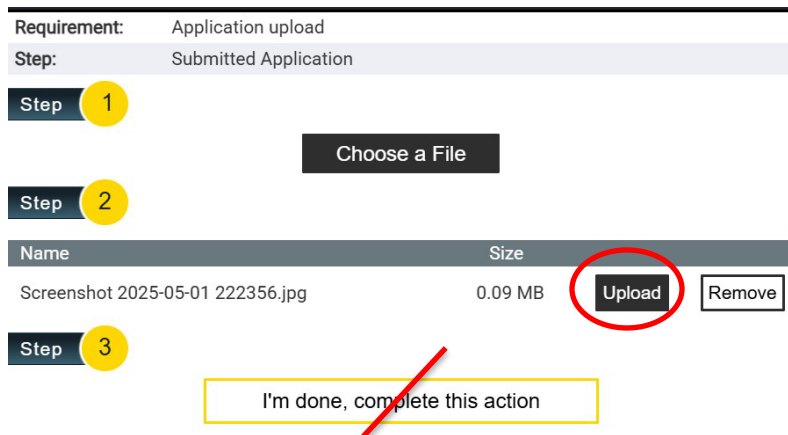 Requirement: Application upload
Step: Submitted Application
Step 1
Choose a File
Step 2
Name Size
Screenshot 2025-05-01 222356.jpg 0.09 MB Upload Remove
Step 3
I'm done, complete this action